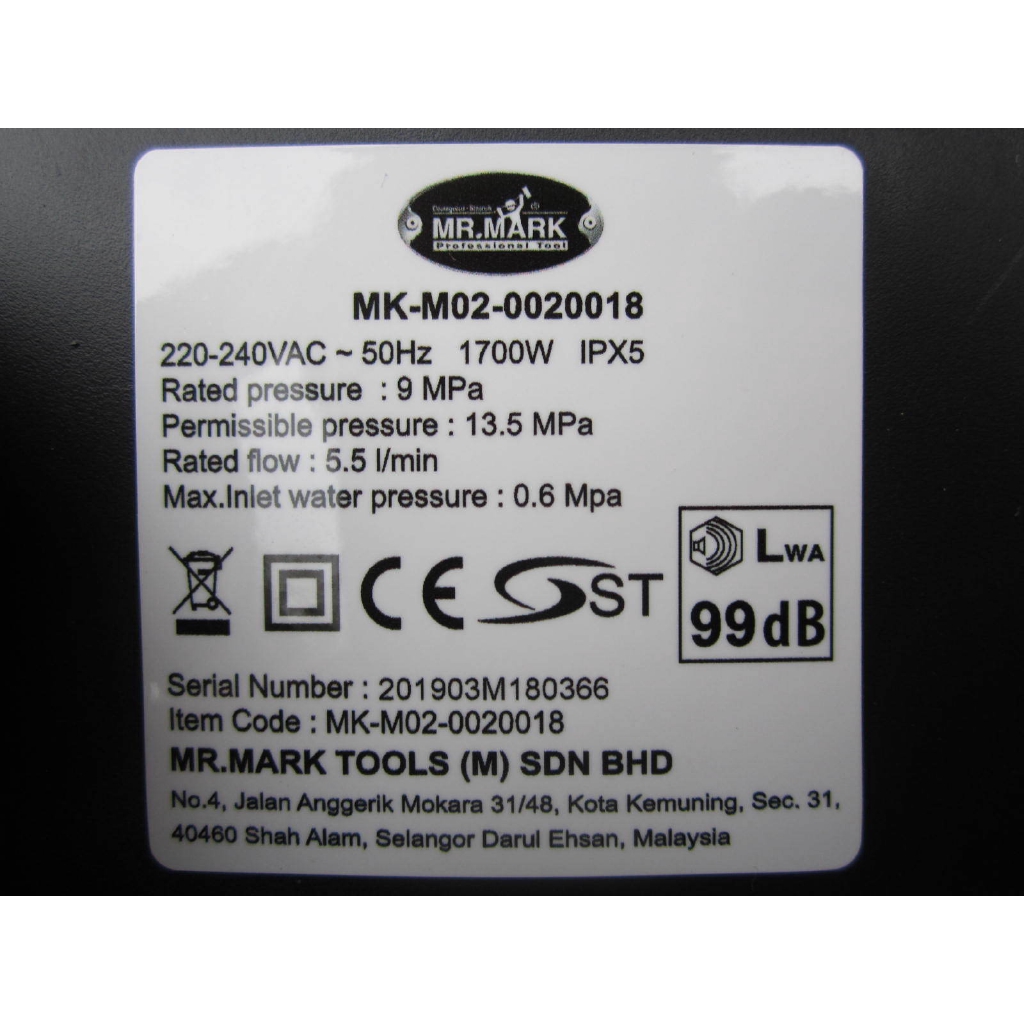 MR.MARK
Professional Tool
MK-M02-0020018
220-240VAC ~ 50Hz 1700W IPX5
Rated pressure : 9 MPa
Permissible pressure : 13.5 MPa
Rated flow : 5.5 l/min
Max.Inlet water pressure : 0.6 Mpa
CE ST
LWA
99dB
Serial Number : 201903M180366
Item Code : MK-M02-0020018
MR.MARK TOOLS (M) SDN BHD
No.4, Jalan Anggerik Mokara 31/48, Kota Kemuning, Sec. 31,
40460 Shah Alam, Selangor Darul Ehsan, Malaysia